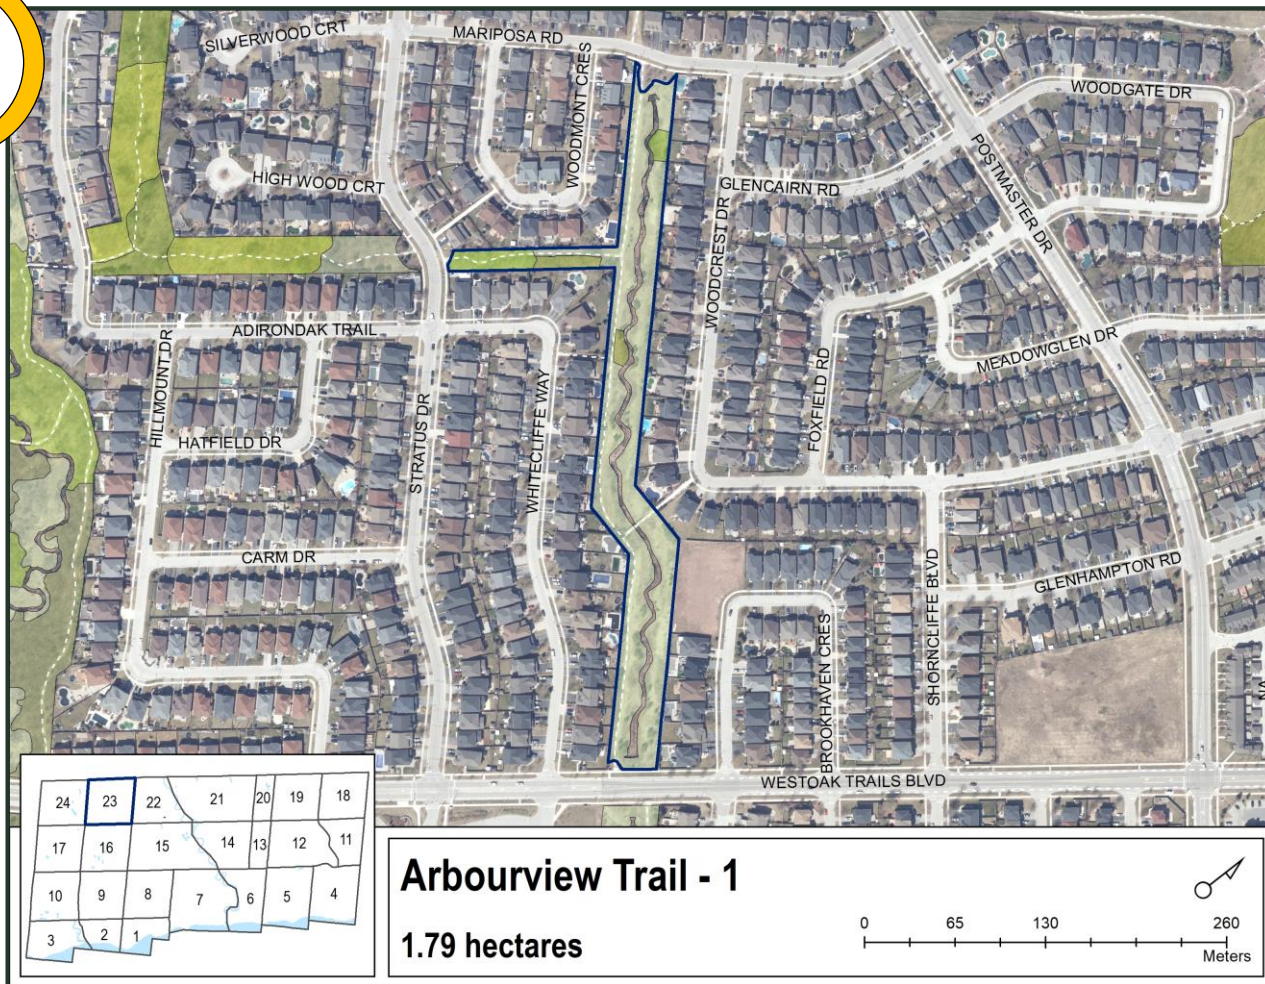 SILVERWOOD CRT
MARIPOSA RD
WOODMONT CRES
WOODGATE DR
POSTMASTER DR
HIGH WOOD CRT
GLENCAIRN RD
WOODCREST DR
ADIRONDAK TRAIL
HILLMOUNT DR
MEADOWGLEN DR
FOXFIELD RD
WHITECLIFFE WAY
STRATUS DR
HATFIELD DR
CARM DR
SHORNCLIFFE BLVD
GLENHAMPTON RD
BROOKHAVEN CRES
NA
WESTOAK TRAILS BLVD
24 23 22 21 20 19 18
17 16 15 14 13 12 11
10 9 8 7 6 5 4
3 2 1
Arbourview Trail - 1
1.79 hectares
0 65 130 260
Meters